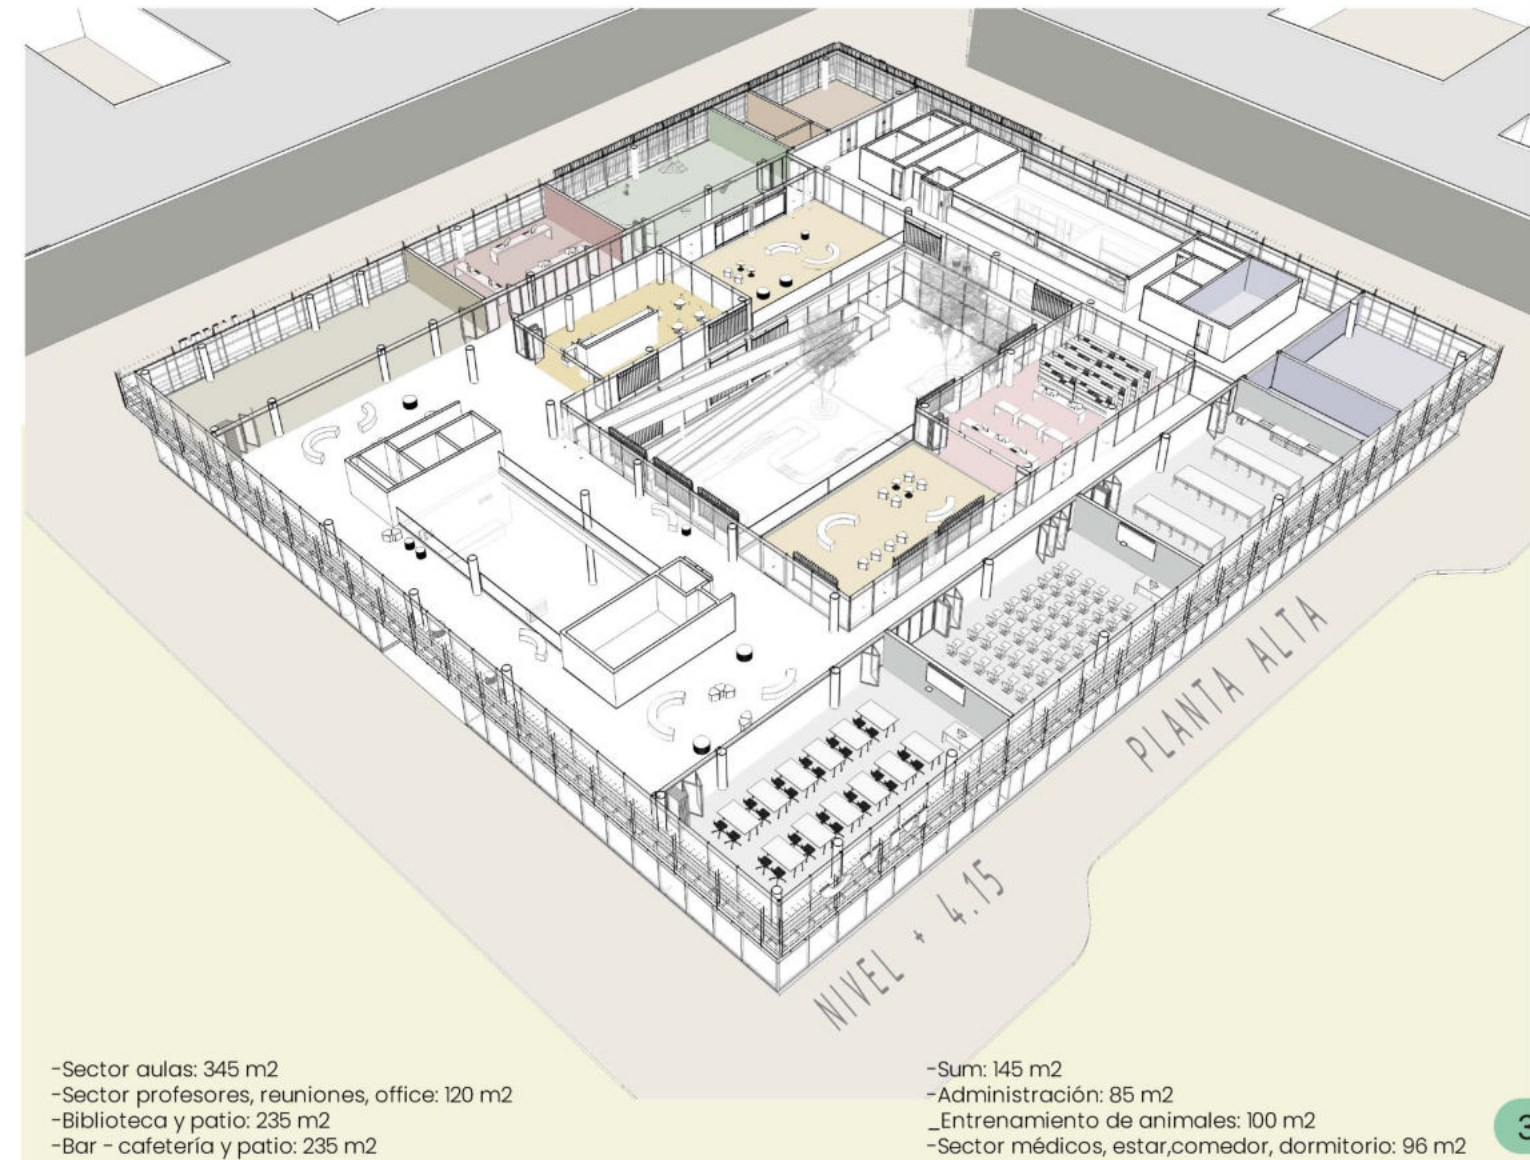 PLANTA ALTA
NIVEL + 4.15
-Sector aulas: 345 m2
-Sector profesores, reuniones, office: 120 m2
-Biblioteca y patio: 235 m2
-Bar - cafetería y patio: 235 m2
-Sum: 145 m2
-Administración: 85 m2
_Entrenamiento de animales: 100 m2
-Sector médicos, estar,comedor, dormitorio: 96 m2
3